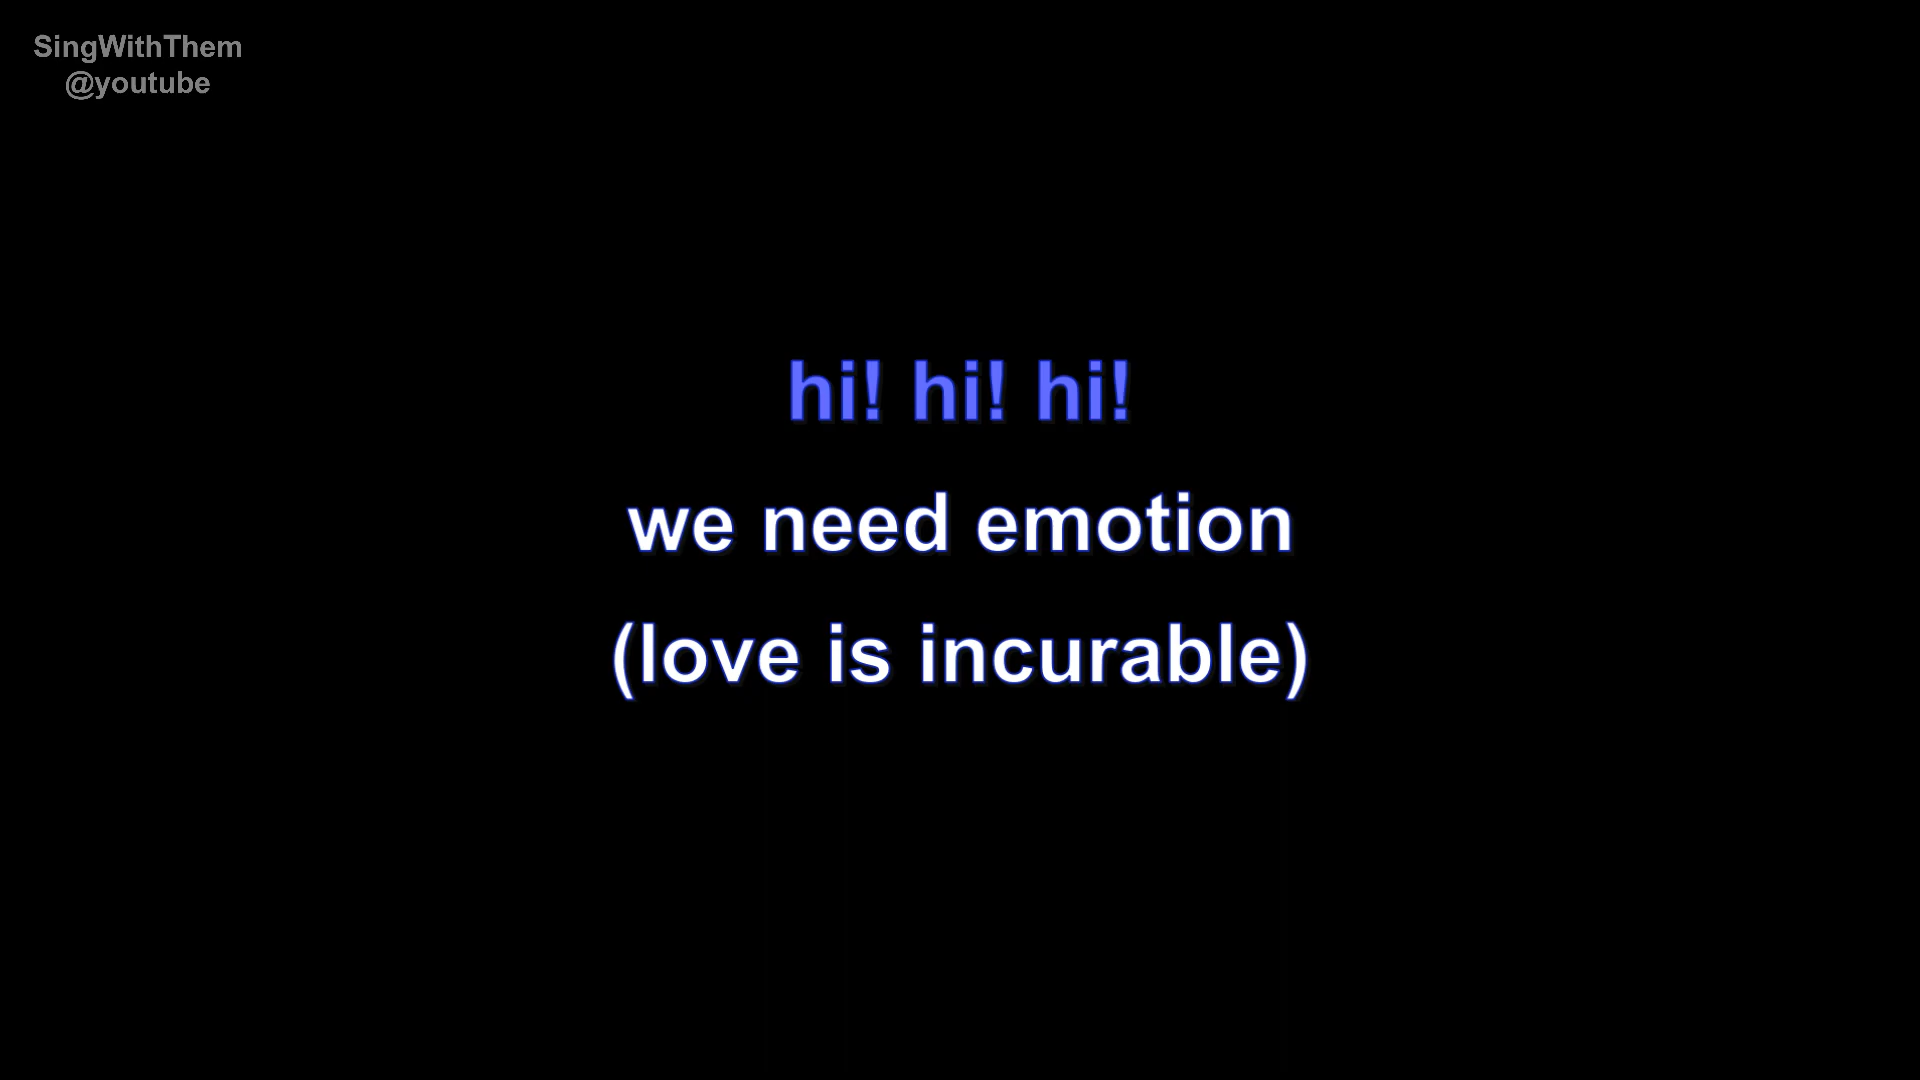 SingWithThem
@youtube
hi! hi! hi!
we need emotion
(love is incurable)